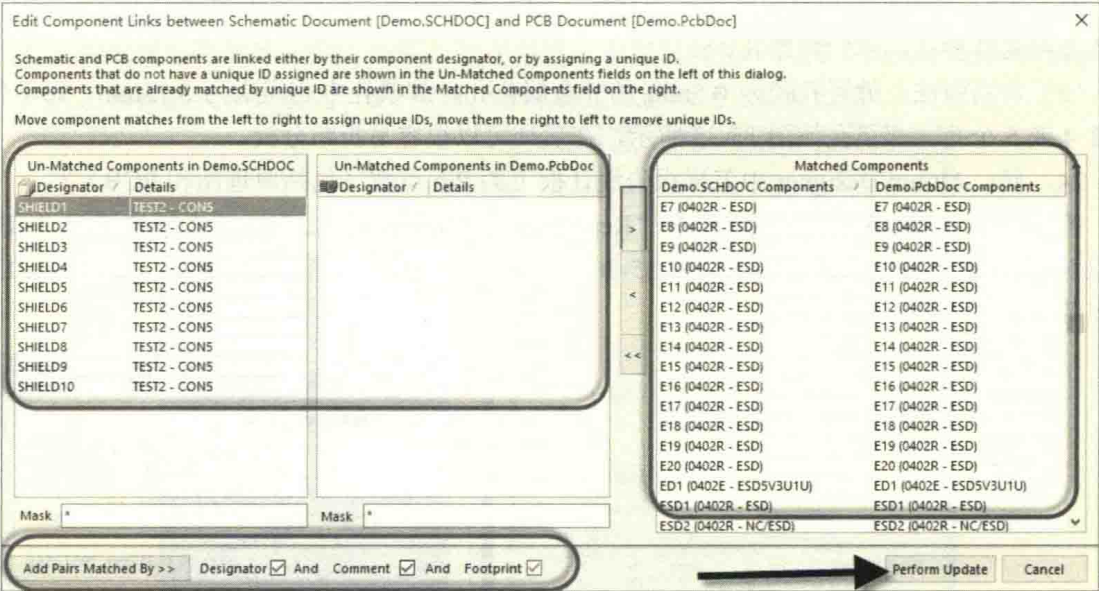 Edit Component Links between Schematic Document [Demo.SCHDOC] and PCB Document [Demo.PcbDoc]
Schematic and PCB components are linked either by their component designator, or by assigning a unique ID.
Components that do not have a unique ID assigned are shown in the Un-Matched Components fields on the left of this dialog.
Components that are already matched by unique ID are shown in the Matched Components field on the right.
Move component matches from the left to right to assign unique IDs, move them the right to left to remove unique IDs.
Un-Matched Components in Demo.SCHDOC
Designator Details
SHIELD1 TEST2 - CON5
SHIELD2 TEST2 - CON5
SHIELD3 TEST2 - CON5
SHIELD4 TEST2 - CON5
SHIELD5 TEST2 - CON5
SHIELD6 TEST2 - CON5
SHIELD7 TEST2 - CON5
SHIELD8 TEST2 - CON5
SHIELD9 TEST2 - CON5
SHIELD10 TEST2 - CON5
Mask *
Un-Matched Components in Demo.PcbDoc
Designator Details
Mask *
>
<
<<
Matched Components
Demo.SCHDOC Components Demo.PcbDoc Components
E7 (0402R - ESD) E7 (0402R - ESD)
E8 (0402R - ESD) E8 (0402R - ESD)
E9 (0402R - ESD) E9 (0402R - ESD)
E10 (0402R - ESD) E10 (0402R - ESD)
E11 (0402R - ESD) E11 (0402R - ESD)
E12 (0402R - ESD) E12 (0402R - ESD)
E13 (0402R - ESD) E13 (0402R - ESD)
E14 (0402R - ESD) E14 (0402R - ESD)
E15 (0402R - ESD) E15 (0402R - ESD)
E16 (0402R - ESD) E16 (0402R - ESD)
E17 (0402R - ESD) E17 (0402R - ESD)
E18 (0402R - ESD) E18 (0402R - ESD)
E19 (0402R - ESD) E19 (0402R - ESD)
E20 (0402R - ESD) E20 (0402R - ESD)
ED1 (0402E - ESD5V3U1U) ED1 (0402E - ESD5V3U1U)
ESD1 (0402R - ESD) ESD1 (0402R - ESD)
ESD2 (0402R - NC/ESD) ESD2 (0402R - NC/ESD)
Add Pairs Matched By >> Designator And Comment And Footprint
Perform Update Cancel